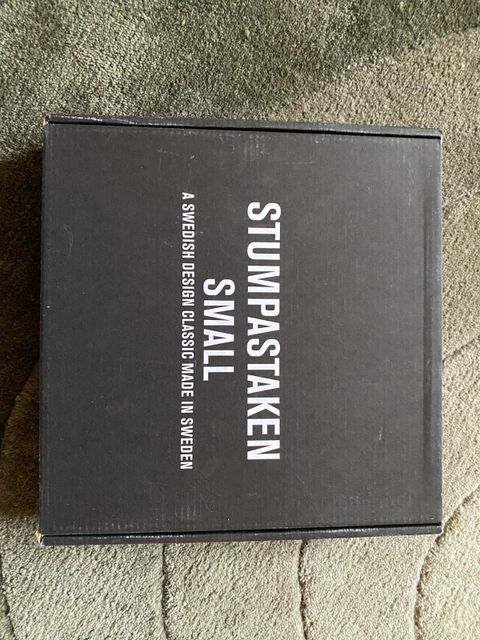 STUMPASTAKEN
SMALL
A SWEDISH DESIGN CLASSIC MADE IN SWEDEN